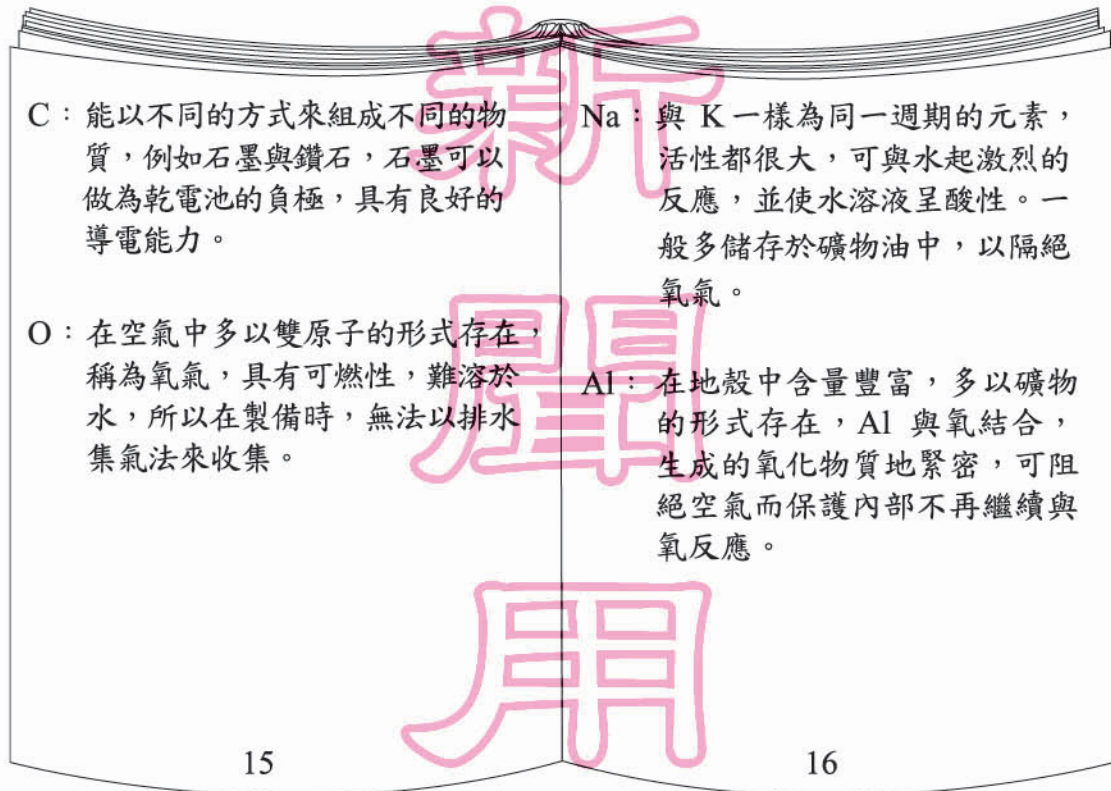 C：能以不同的方式來組成不同的物
質，例如石墨與鑽石，石墨可以
做為乾電池的負極，具有良好的
導電能力。
O：在空氣中多以雙原子的形式存在，
稱為氧氣，具有可燃性，難溶於
水，所以在製備時，無法以排水
集氣法來收集。
15
Na：與 K 一樣為同一週期的元素，
活性都很大，可與水起激烈的
反應，並使水溶液呈酸性。一
般多儲存於礦物油中，以隔絕
氧氣。
Al：在地殼中含量豐富，多以礦物
的形式存在，Al 與氧結合，
生成的氧化物質地緊密，可阻
絕空氣而保護內部不再繼續與
氧反應。
16
新
聞
用